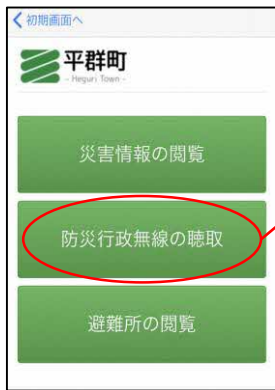 初期画面へ
平群町
- Heguri Town -
災害情報の閲覧
防災行政無線の聴取
避難所の閲覧